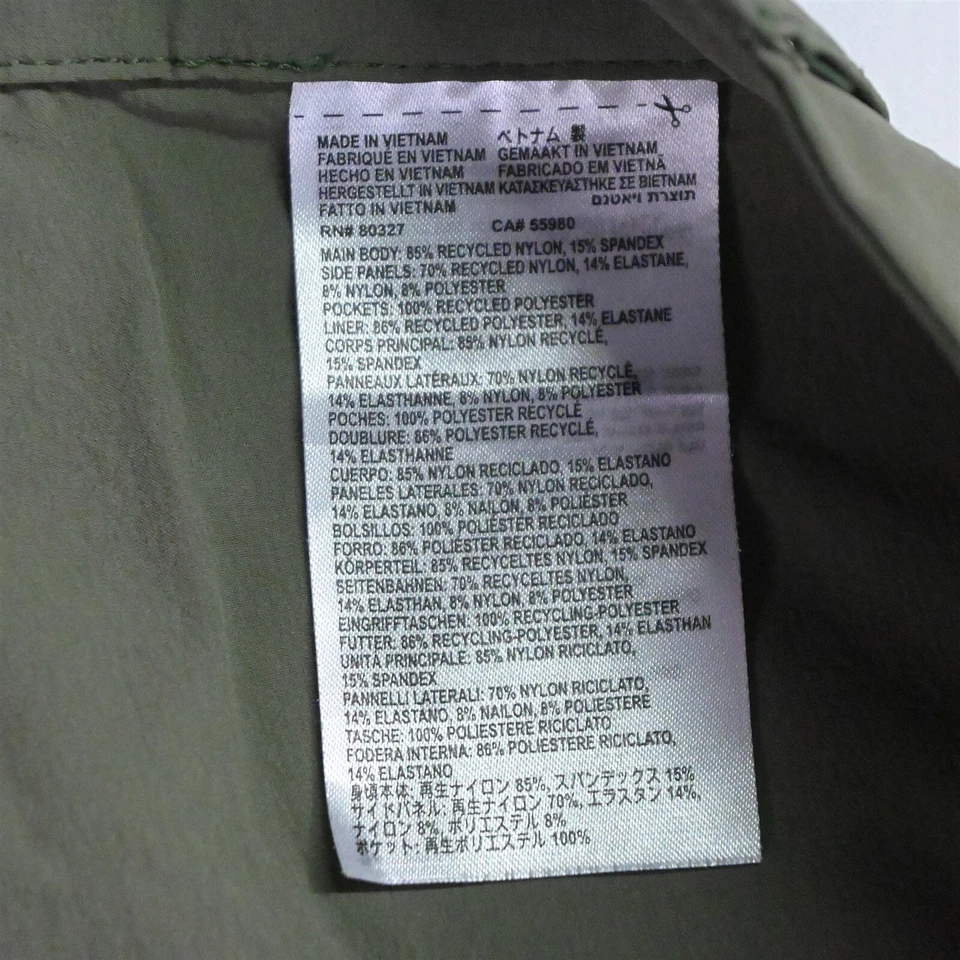 MADE IN VIETNAM ベトナム 製
FABRIQUÉ EN VIETNAM GEMAAKT IN VIETNAM
HECHO EN VIETNAM FABRICADO EM VIETNÃ
HERGESTELLT IN VIETNAM ΚΑΤΑΣΚΕΥΑΣΤΗΚΕ ΣΕ ΒΙΕΤΝΑΜ
FATTO IN VIETNAM תוצרת ויאטנם
RN# 80327 CA# 55980
MAIN BODY: 85% RECYCLED NYLON, 15% SPANDEX
SIDE PANELS: 70% RECYCLED NYLON, 14% ELASTANE,
8% NYLON, 8% POLYESTER
POCKETS: 100% RECYCLED POLYESTER
LINER: 86% RECYCLED POLYESTER, 14% ELASTANE
CORPS PRINCIPAL: 85% NYLON RECYCLÉ,
15% SPANDEX
PANNEAUX LATÉRAUX: 70% NYLON RECYCLÉ,
14% ELASTHANNE, 8% NYLON, 8% POLYESTER
POCHES: 100% POLYESTER RECYCLÉ
DOUBLURE: 86% POLYESTER RECYCLÉ,
14% ELASTHANNE
CUERPO: 85% NYLON RECICLADO, 15% ELASTANO
PANELES LATERALES: 70% NYLON RECICLADO,
14% ELASTANO, 8% NAILON, 8% POLIÉSTER
BOLSILLOS: 100% POLIÉSTER RECICLADO
FORRO: 86% POLIÉSTER RECICLADO, 14% ELASTANO
KÖRPERTEIL: 85% RECYCELTES NYLON, 15% SPANDEX
SEITENBAHNEN: 70% RECYCELTES NYLON,
14% ELASTHAN, 8% NYLON, 8% POLYESTER
EINGRIFFTASCHEN: 100% RECYCLING-POLYESTER
FUTTER: 86% RECYCLING-POLYESTER, 14% ELASTHAN
UNITÀ PRINCIPALE: 85% NYLON RICICLATO,
15% SPANDEX
PANNELLI LATERALI: 70% NYLON RICICLATO,
14% ELASTANO, 8% NAILON, 8% POLIESTERE
TASCHE: 100% POLIESTERE RICICLATO
FODERA INTERNA: 86% POLIESTERE RICICLATO,
14% ELASTANO
身頃本体: 再生ナイロン 85%, スパンデックス 15%
サイドパネル: 再生ナイロン 70%, エラスタン 14%,
ナイロン 8%, ポリエステル 8%
ポケット: 再生ポリエステル 100%